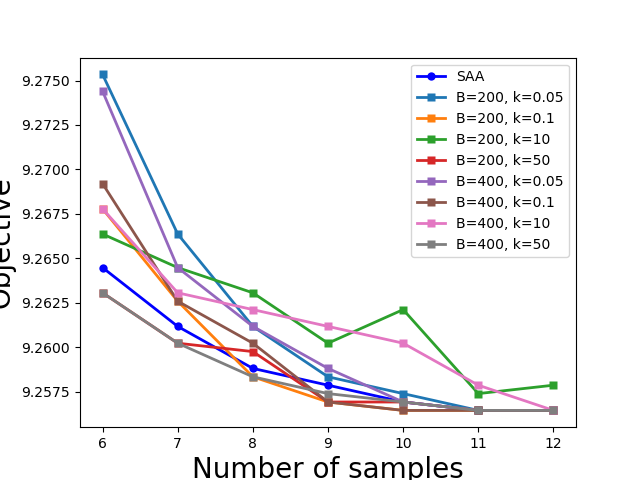 9.2750
9.2725
9.2700
9.2675
9.2650
9.2625
9.2600
9.2575
Objective
6 7 8 9 10 11 12
Number of samples
SAA
B=200, k=0.05
B=200, k=0.1
B=200, k=10
B=200, k=50
B=400, k=0.05
B=400, k=0.1
B=400, k=10
B=400, k=50